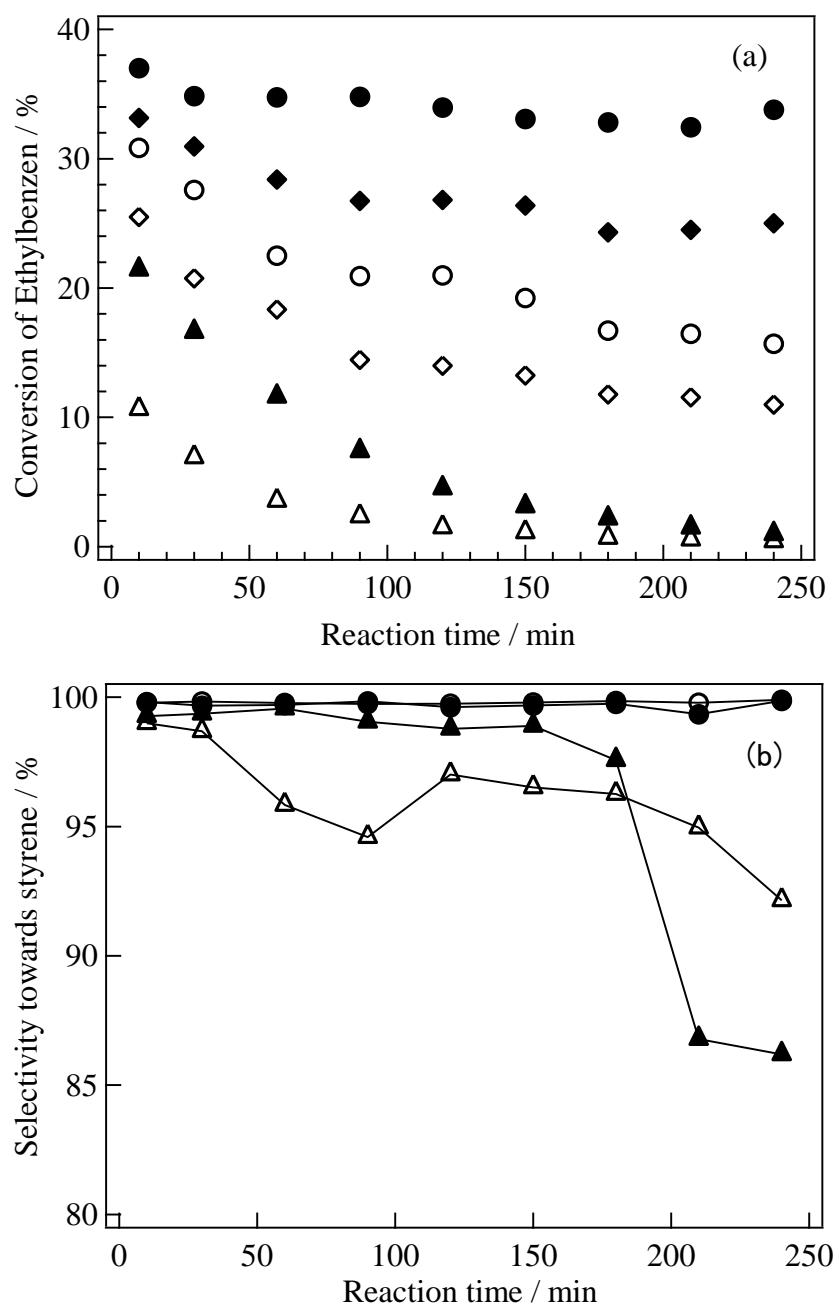 40
(a)
30
20
10
0
Conversion of Ethylbenzen / %
0 50 100 150 200 250
Reaction time / min
100
(b)
95
90
85
80
Selectivity towards styrene / %
0 50 100 150 200 250
Reaction time / min